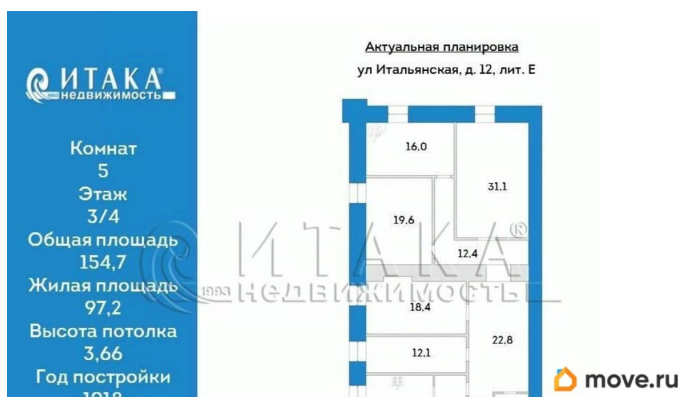 ИТАКА®
1993 НЕДВИЖИМОСТЬ
Комнат
5
Этаж
3/4
Общая площадь
154,7
Жилая площадь
97,2
Высота потолка
3,66
Год постройки
Актуальная планировка
ул Итальянская, д. 12, лит. Е
16,0
31,1
19,6
12,4
18,4
22,8
12,1
ИТАКА®
1993 НЕДВИЖИМОСТЬ
move.ru